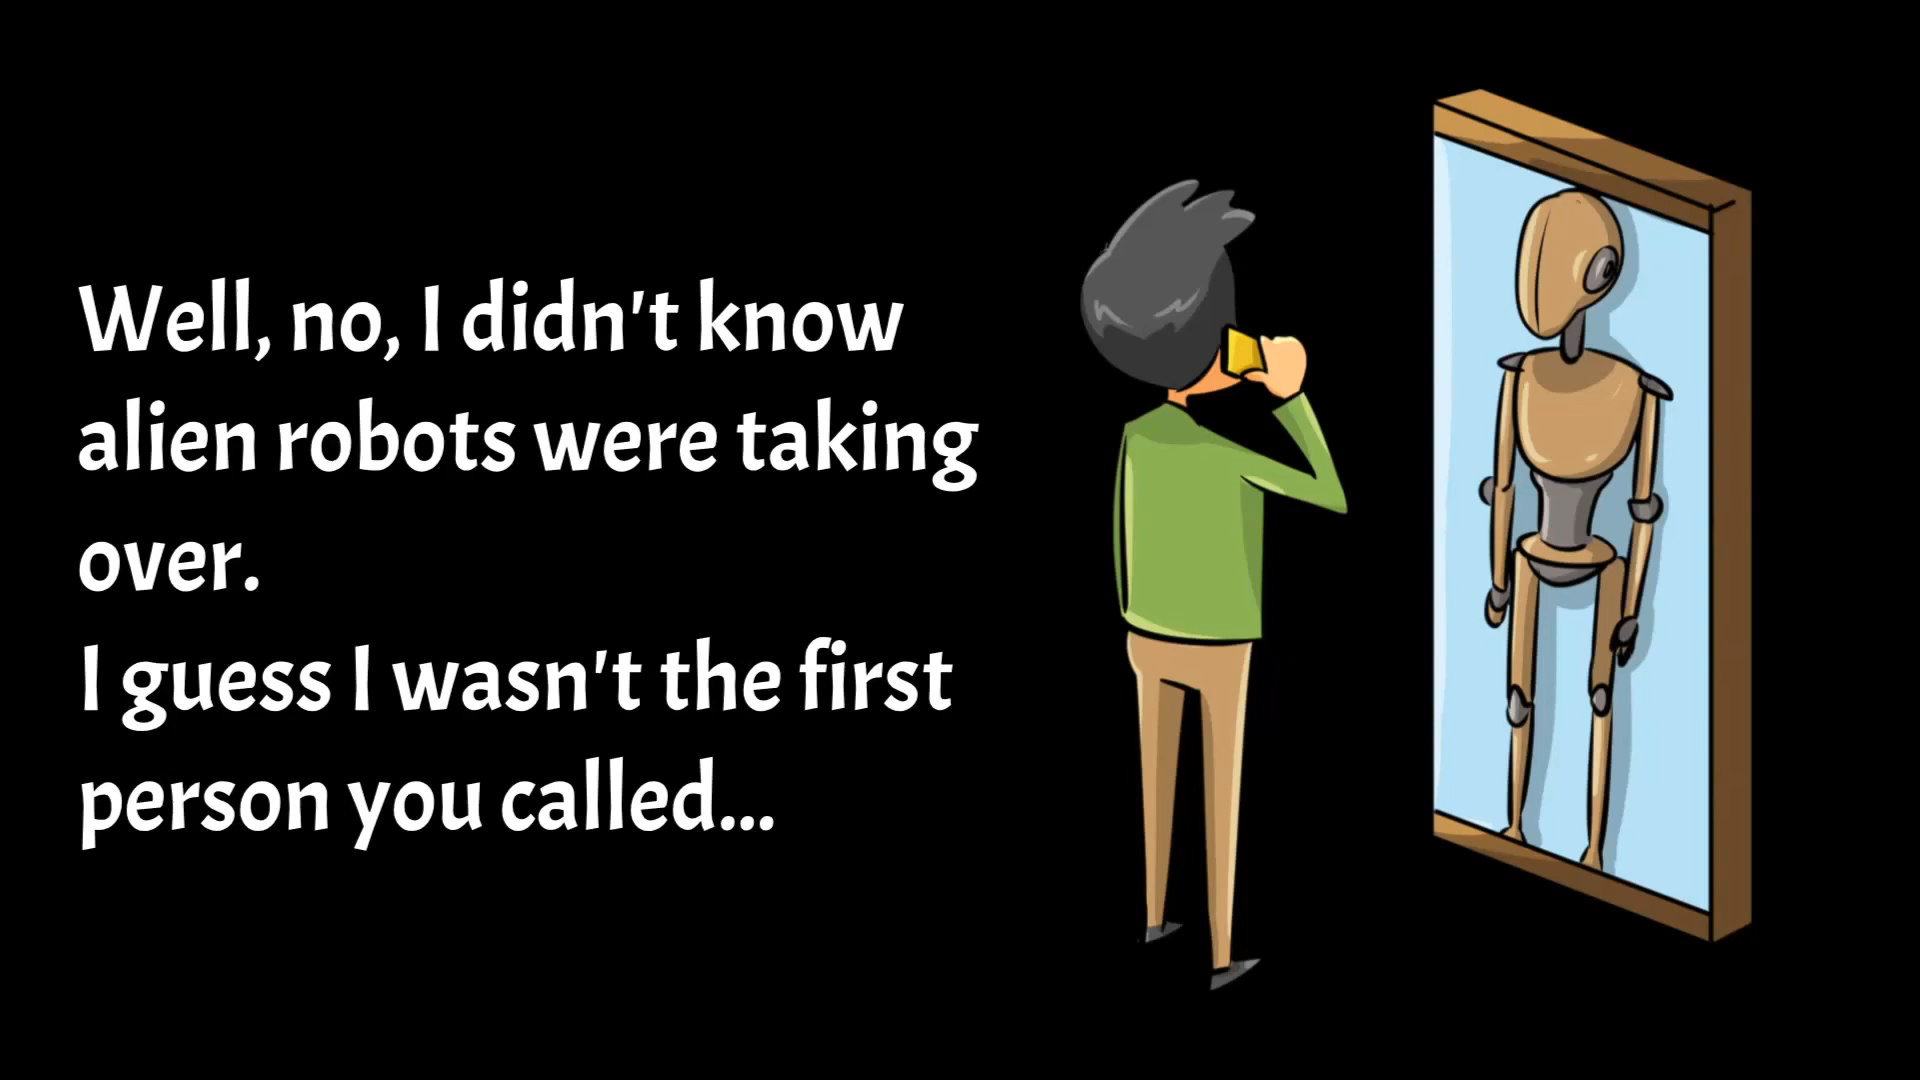 Well, no, I didn't know
alien robots were taking
over.
I guess I wasn't the first
person you called...